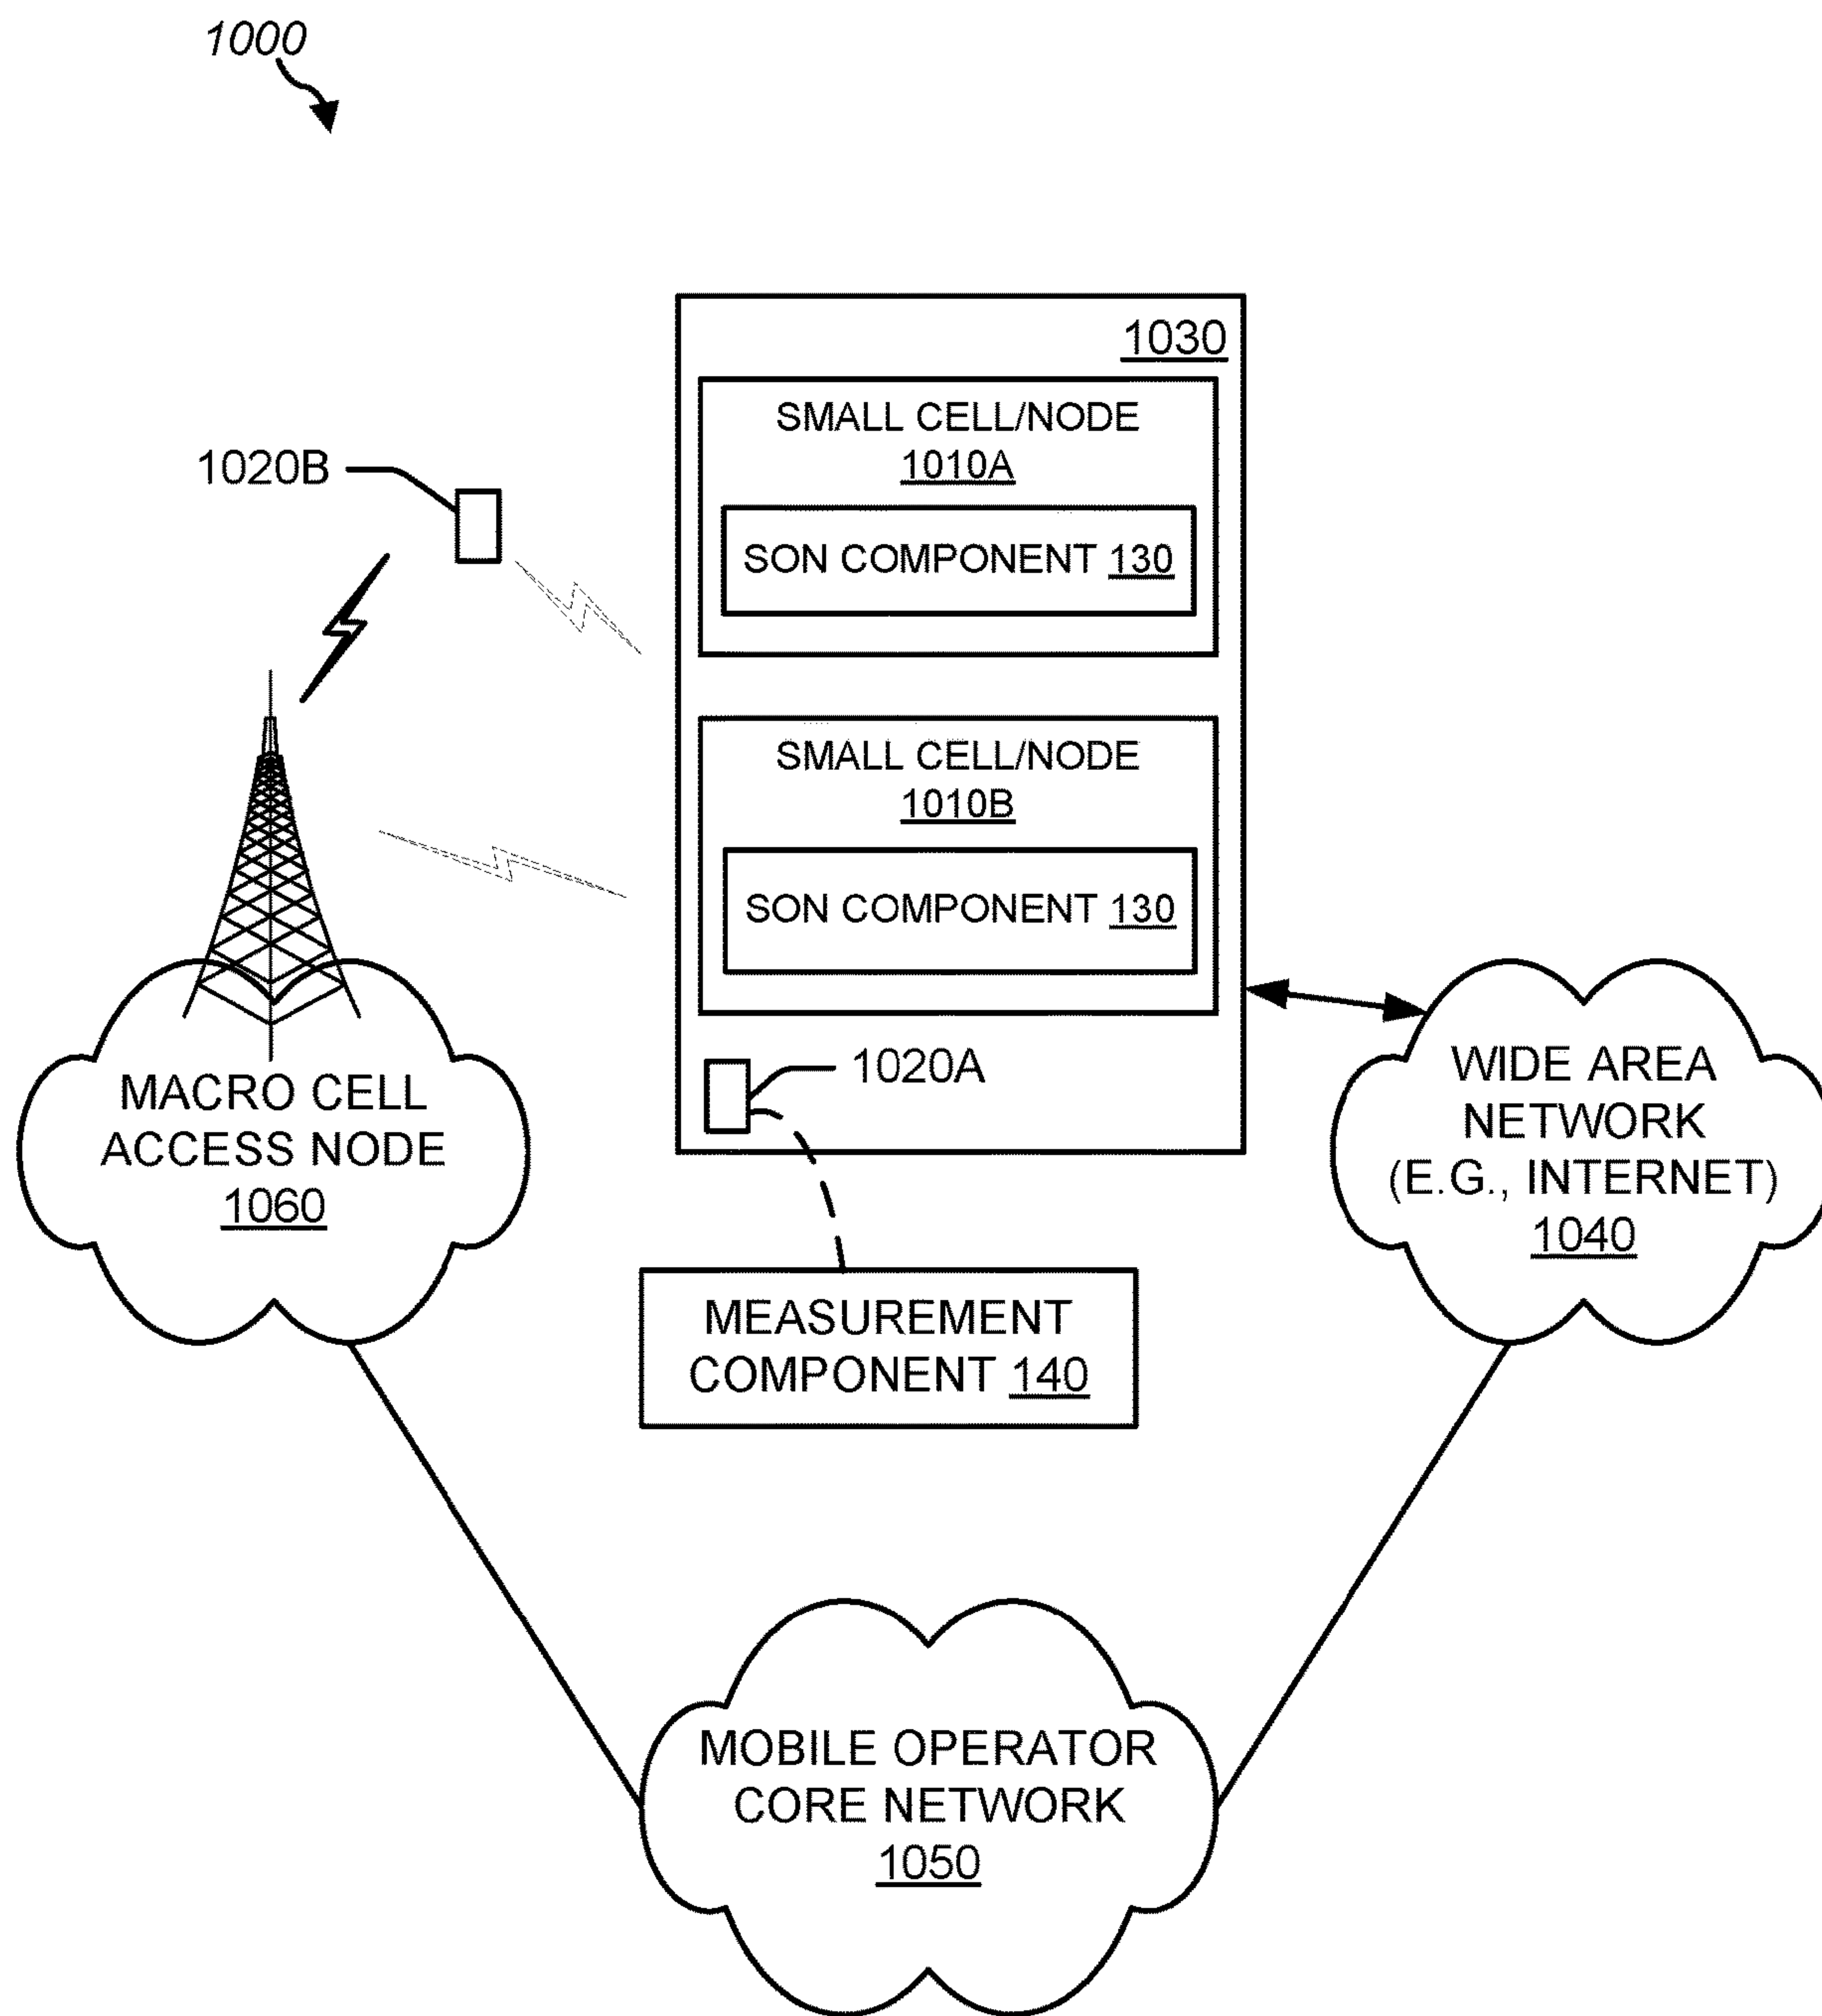 1000
1030
SMALL CELL/NODE
1010A
SON COMPONENT 130
1020B
SMALL CELL/NODE
1010B
SON COMPONENT 130
1020A
MACRO CELL
ACCESS NODE
1060
WIDE AREA
NETWORK
(E.G., INTERNET)
1040
MEASUREMENT
COMPONENT 140
MOBILE OPERATOR
CORE NETWORK
1050